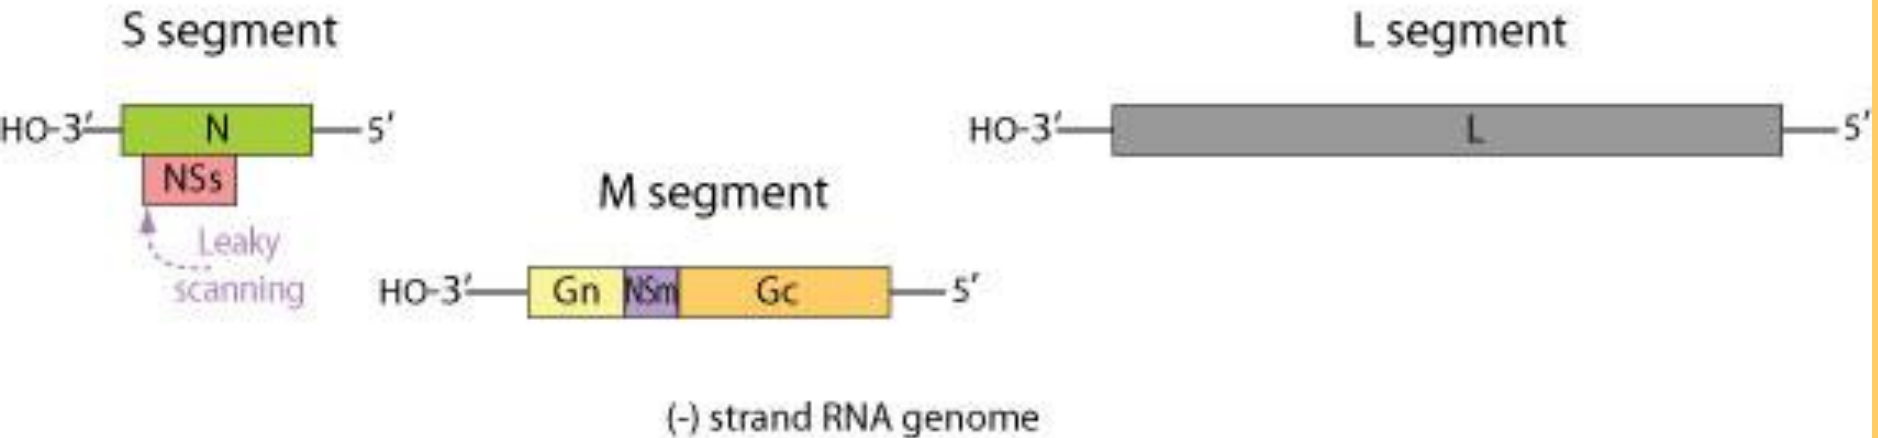 S segment
L segment
HO-3′ N 5′
HO-3′ L 5′
NSs
M segment
Leaky
scanning
HO-3′ Gn NSm Gc 5′
(-) strand RNA genome